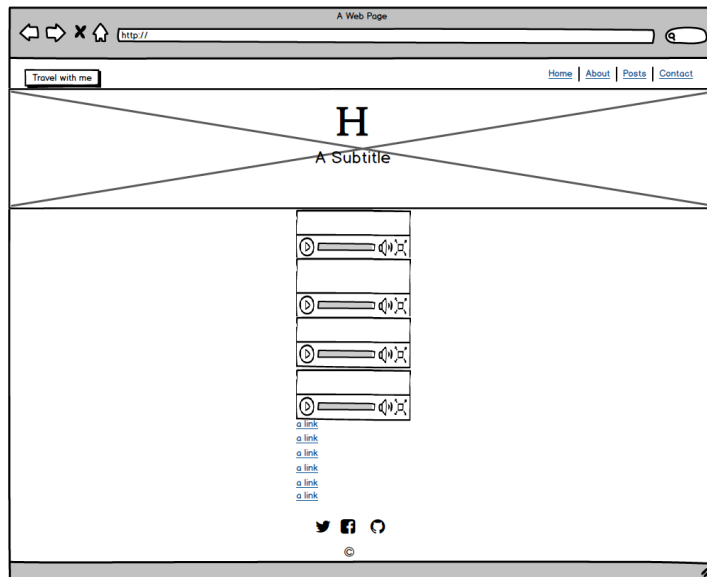 A Web Page
http://
Travel with me
Home About Posts Contact
H
A Subtitle
a link
a link
a link
a link
a link
a link
©